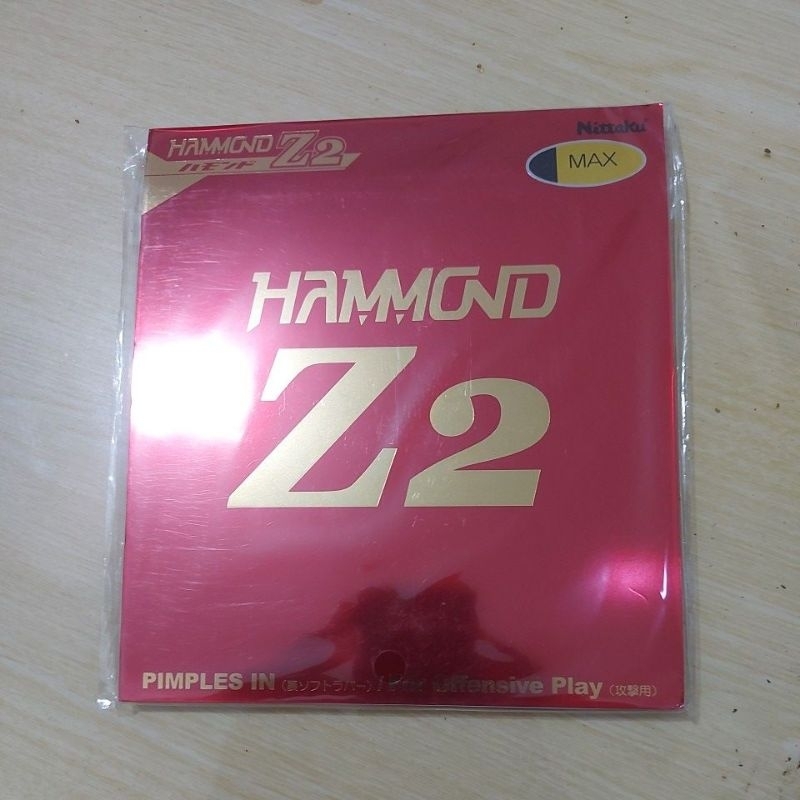 HAMMOND Z2
ハモンド
Nittaku
MAX
HAMMOND
Z2
PIMPLES IN (裏ソフトラバー) / For Offensive Play (攻撃用)